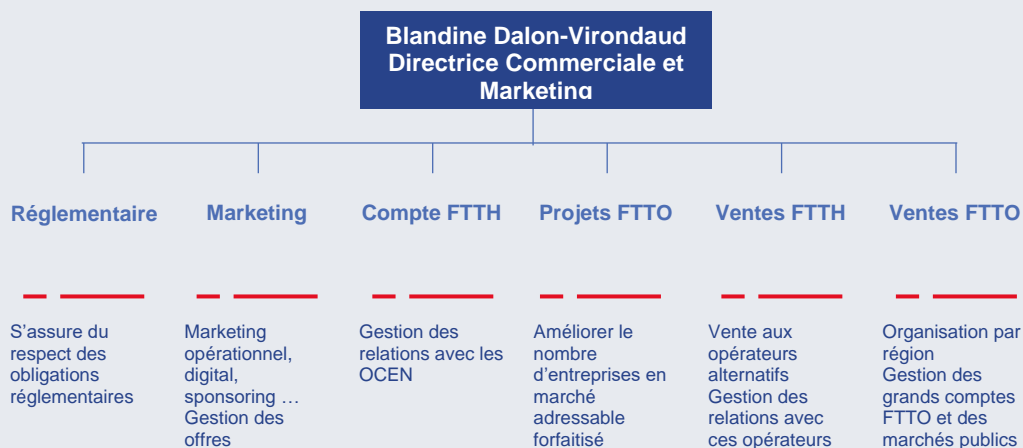 Blandine Dalon-Virondaud
Directrice Commerciale et
Marketing
Réglementaire
Marketing
Compte FTTH
Projets FTTO
Ventes FTTH
Ventes FTTO
S'assure du
respect des
obligations
réglementaires
Marketing
opérationnel,
digital,
sponsoring …
Gestion des
offres
Gestion des
relations avec les
OCEN
Améliorer le
nombre
d'entreprises en
marché
adressable
forfaitisé
Vente aux
opérateurs
alternatifs
Gestion des
relations avec
ces opérateurs
Organisation par
région
Gestion des
grands comptes
FTTO et des
marchés publics